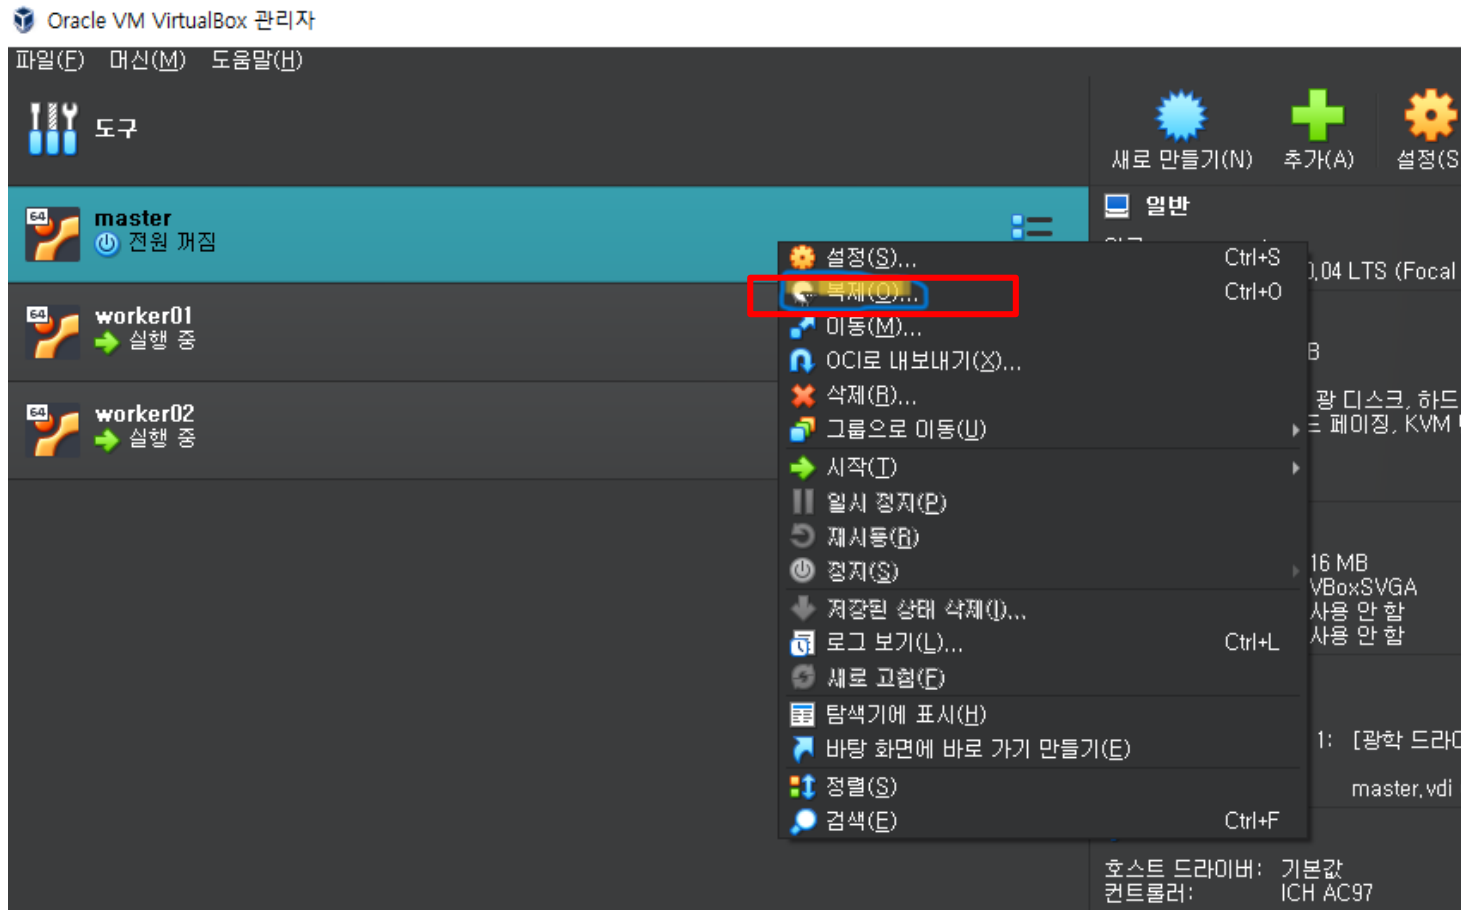 Oracle VM VirtualBox 관리자
파일(F) 머신(M) 도움말(H)
도구
새로 만들기(N) 추가(A) 설정(S
master
전원 꺼짐
worker01
실행 중
worker02
실행 중
설정(S)... Ctrl+S
복제(O)... Ctrl+O
이동(M)...
OCI로 내보내기(X)...
삭제(R)...
그룹으로 이동(U)
시작(T)
일시 정지(P)
재시동(R)
정지(S)
저장된 상태 삭제(I)...
로그 보기(L)... Ctrl+L
새로 고침(F)
탐색기에 표시(H)
바탕 화면에 바로 가기 만들기(E)
정렬(S)
검색(E) Ctrl+F
일반
0.04 LTS (Focal
B
광 디스크, 하드
드 페이징, KVM
16 MB
VBoxSVGA
사용 안 함
사용 안 함
1: [광학 드라이
master.vdi
호스트 드라이버: 기본값
컨트롤러: ICH AC97